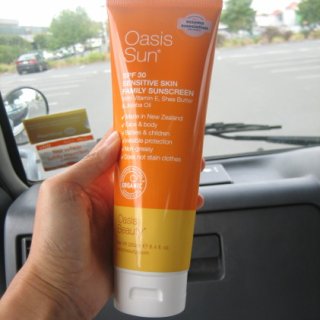 Oasis
Sun
SPF 30
SENSITIVE SKIN
FAMILY SUNSCREEN
with Vitamin E, Shea Butter
& Jojoba Oil
Made in New Zealand
Face & body
Babies & children
protection
Non-greasy
Does not stain clothes
ORGANIC
Oasis
Beauty